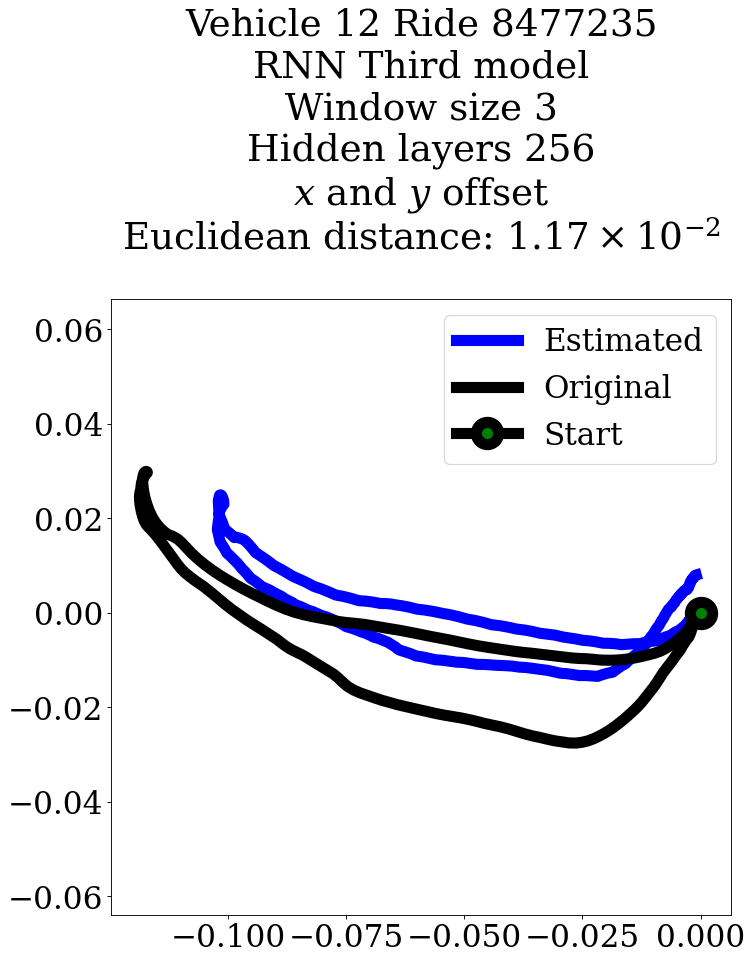 Vehicle 12 Ride 8477235
RNN Third model
Window size 3
Hidden layers 256
x and y offset
Euclidean distance: 1.17 × 10⁻²
Estimated
Original
Start
0.06
0.04
0.02
0.00
−0.02
−0.04
−0.06
−0.100 −0.075 −0.050 −0.025 0.000